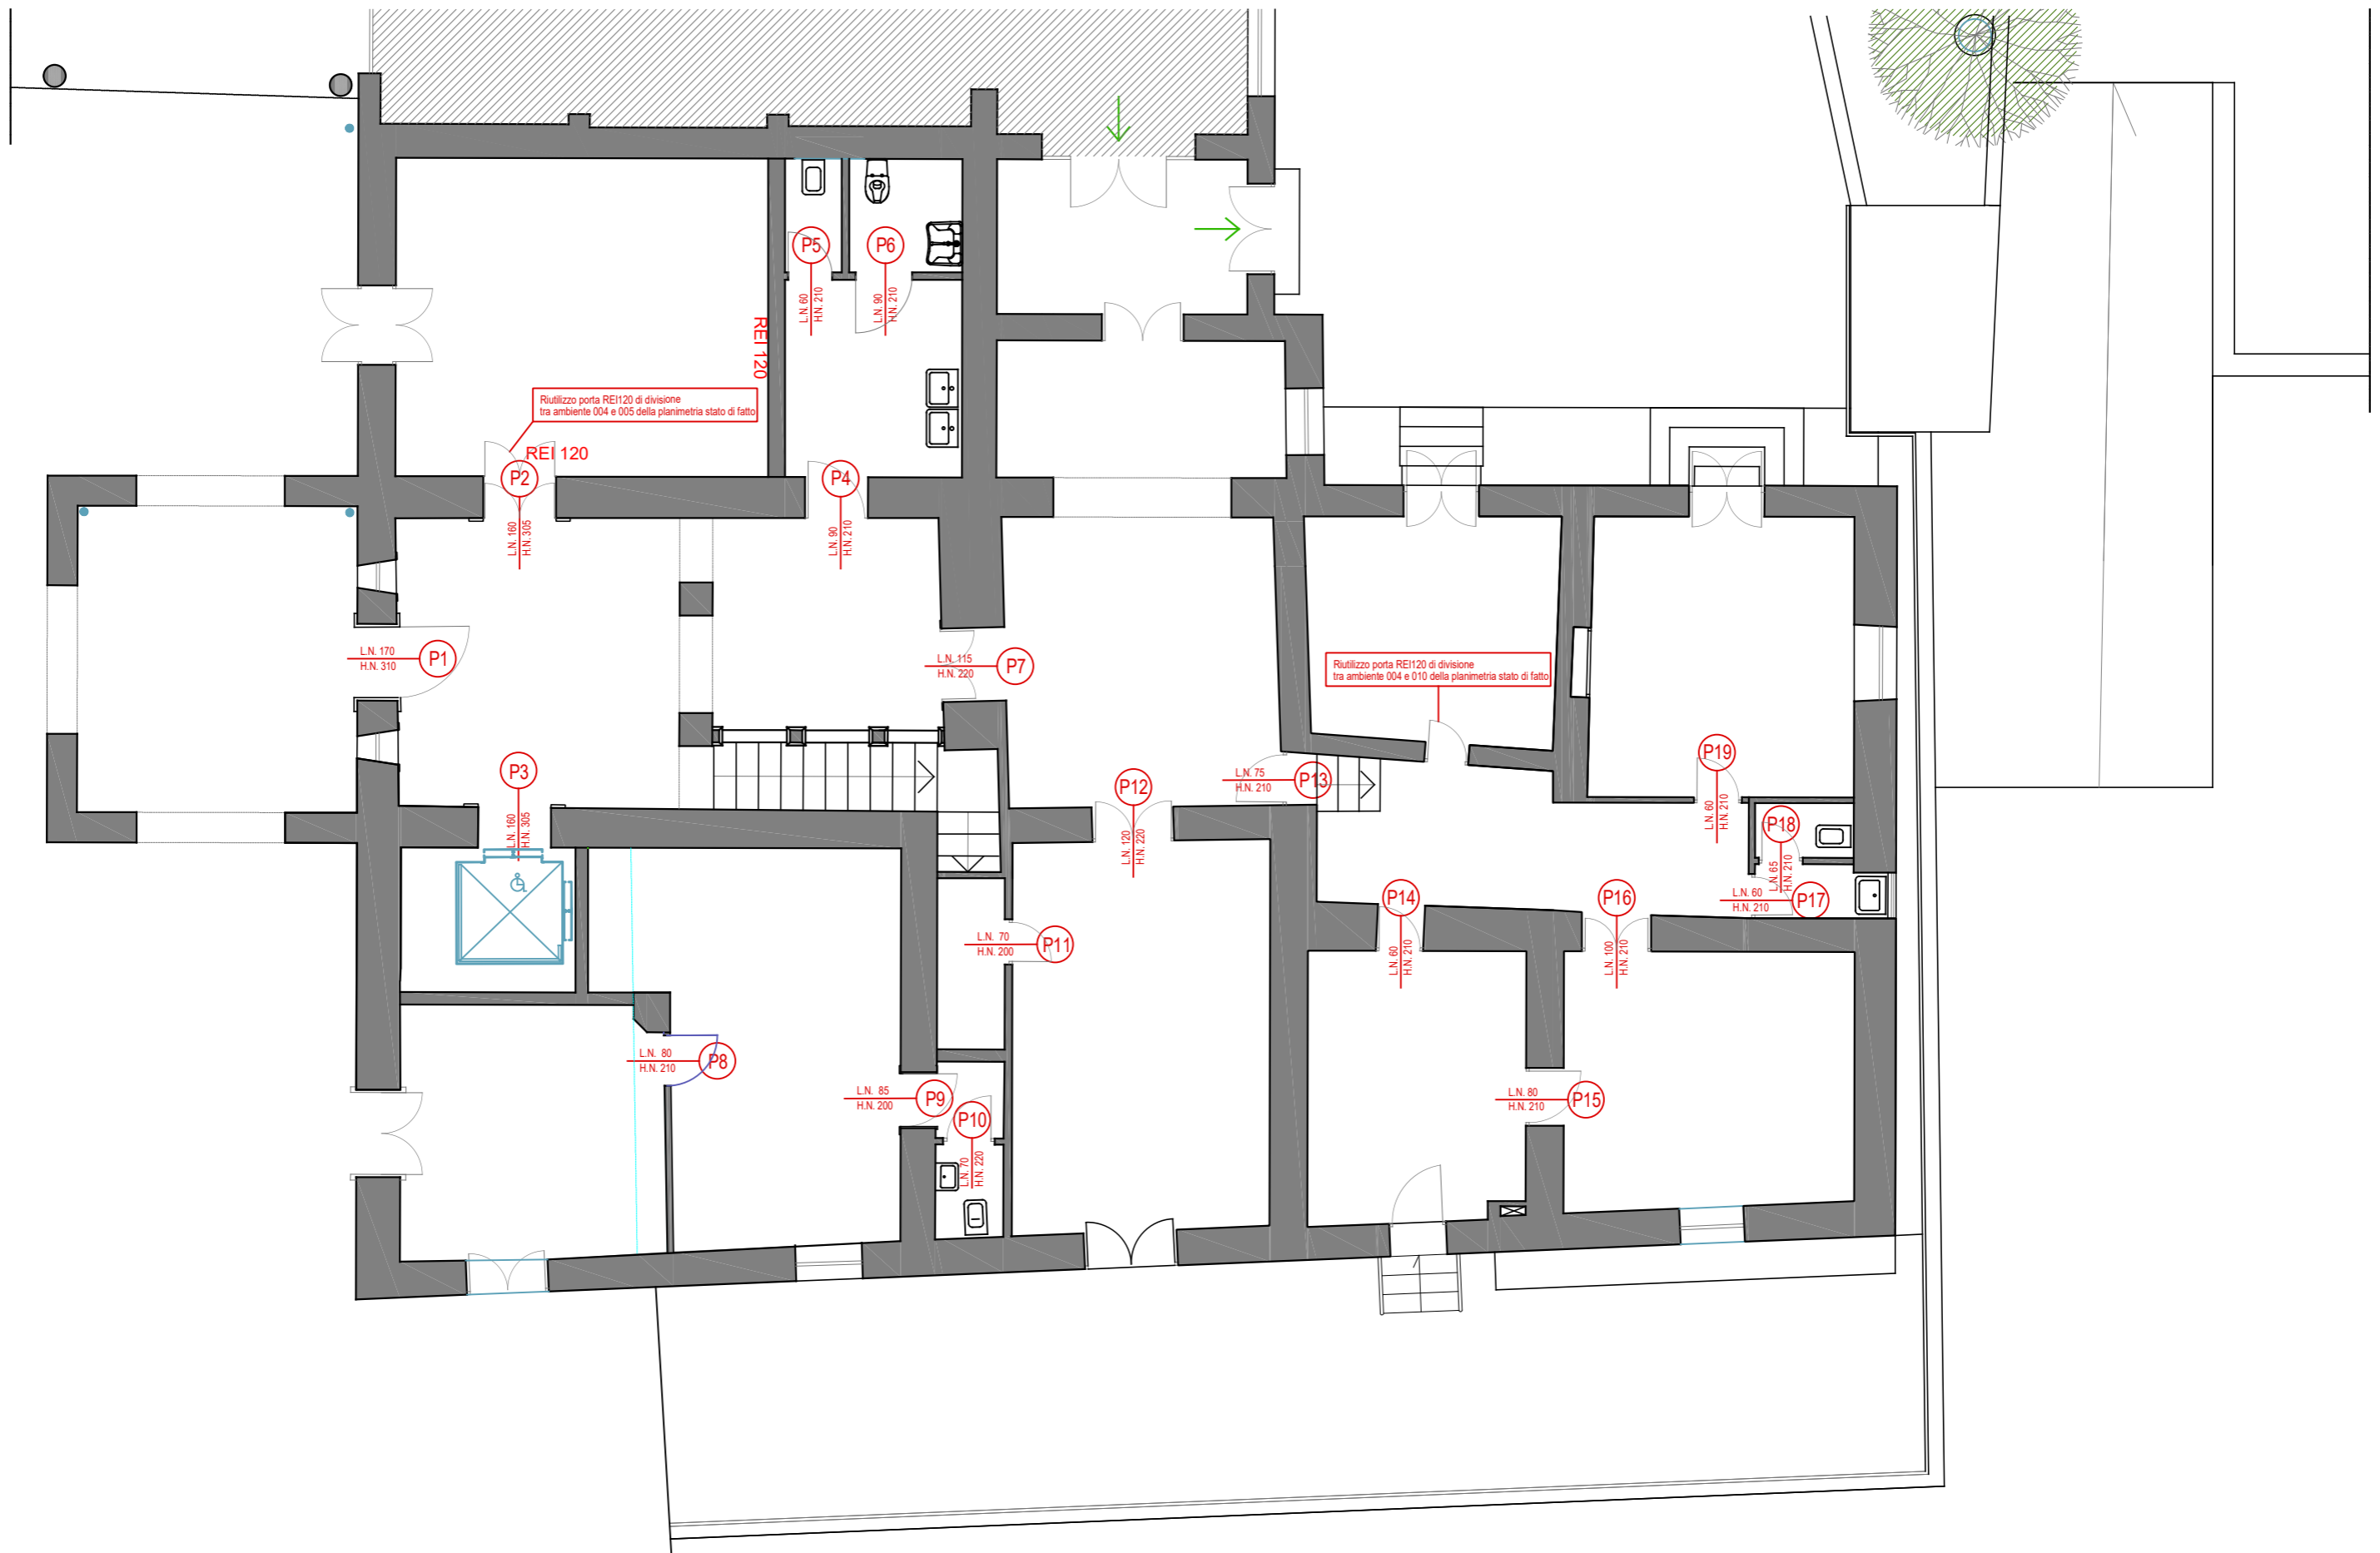 P5
L.N. 60
H.N. 210
P6
L.N. 90
H.N. 210
REI 120
Riutilizzo porta REI120 di divisione
tra ambiente 004 e 005 della planimetria stato di fatto
REI 120
P2
L.N. 160
H.N. 305
P4
L.N. 90
H.N. 210
P1
L.N. 170
H.N. 310
P7
L.N. 115
H.N. 220
Riutilizzo porta REI120 di divisione
tra ambiente 004 e 010 della planimetria stato di fatto
P3
L.N. 160
H.N. 305
P12
L.N. 120
H.N. 220
P13
L.N. 75
H.N. 210
P19
L.N. 60
H.N. 210
P18
L.N. 65
H.N. 210
P17
L.N. 60
H.N. 210
P14
L.N. 60
H.N. 210
P16
L.N. 100
H.N. 210
P11
L.N. 70
H.N. 200
P8
L.N. 80
H.N. 210
P9
L.N. 85
H.N. 200
P10
L.N. 70
H.N. 220
P15
L.N. 80
H.N. 210